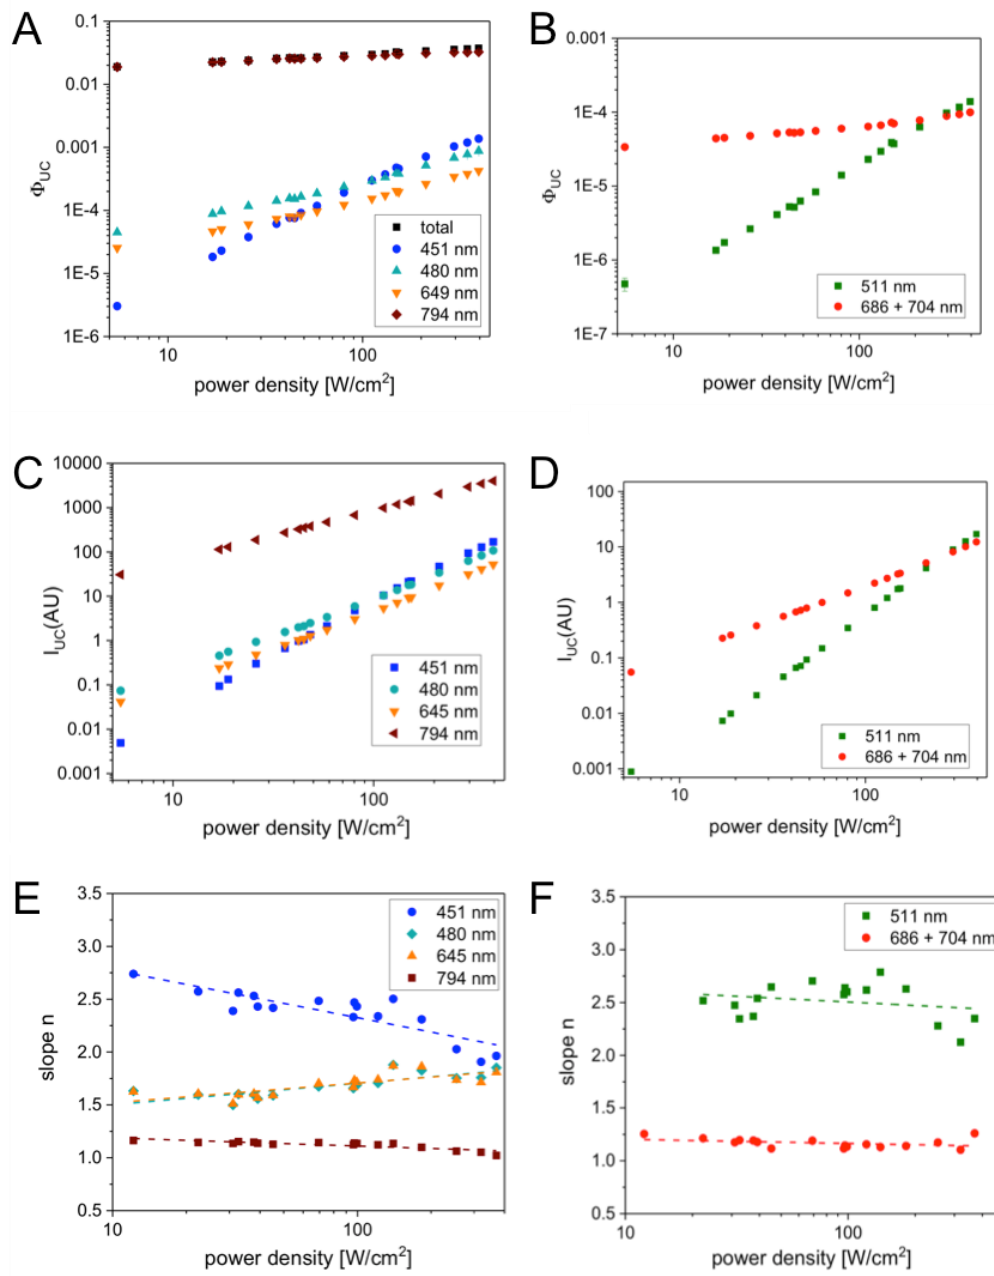 A
0.1
0.01
0.001
1E-4
1E-5
1E-6
Φ_UC
total
451 nm
480 nm
649 nm
794 nm
10
100
power density [W/cm²]
B
0.001
1E-4
1E-5
1E-6
1E-7
Φ_UC
511 nm
686 + 704 nm
10
100
power density [W/cm²]
C
10000
1000
100
10
1
0.1
0.01
0.001
I_UC(AU)
451 nm
480 nm
645 nm
794 nm
10
100
power density [W/cm²]
D
100
10
1
0.1
0.01
0.001
I_UC(AU)
511 nm
686 + 704 nm
10
100
power density [W/cm²]
E
3.5
3.0
2.5
2.0
1.5
1.0
0.5
slope n
451 nm
480 nm
645 nm
794 nm
10
100
power density [W/cm²]
F
3.5
3.0
2.5
2.0
1.5
1.0
0.5
slope n
511 nm
686 + 704 nm
10
100
power density [W/cm²]